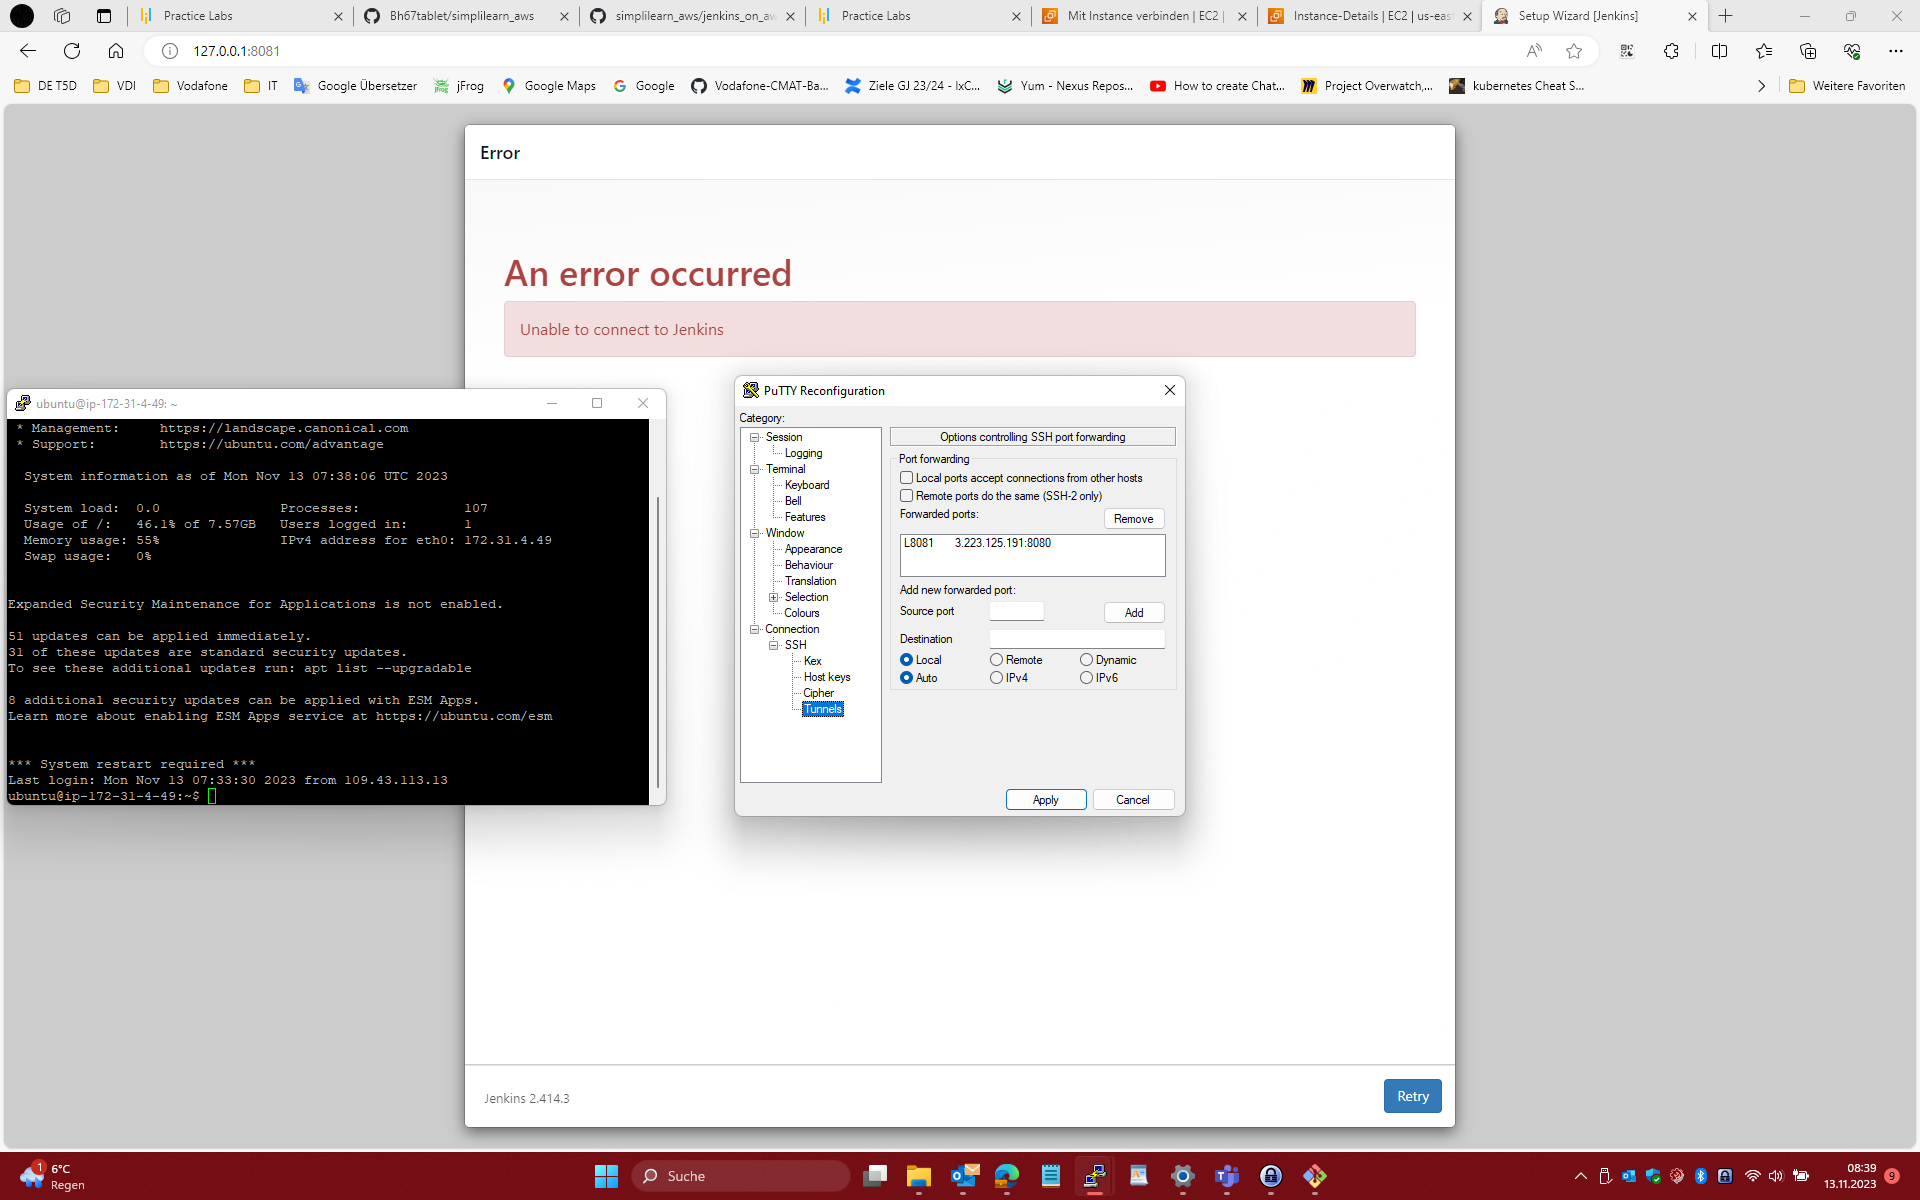 Practice Labs
Bh67tablet/simplilearn_aws
simplilearn_aws/jenkins_on_aw
Practice Labs
Mit Instance verbinden | EC2 |
Instance-Details | EC2 | us-eas
Setup Wizard [Jenkins]
127.0.0.1:8081
DE T5D
VDI
Vodafone
IT
Google Übersetzer
jFrog
Google Maps
Google
Vodafone-CMAT-Ba...
Ziele GJ 23/24 - IxC...
Yum - Nexus Repos...
How to create Chat...
Project Overwatch,...
kubernetes Cheat S...
Weitere Favoriten
Error
An error occurred
Unable to connect to Jenkins
ubuntu@ip-172-31-4-49: ~
* Management:     https://landscape.canonical.com
* Support:        https://ubuntu.com/advantage
System information as of Mon Nov 13 07:38:06 UTC 2023
System load:  0.0               Processes:             107
Usage of /:   46.1% of 7.57GB   Users logged in:       1
Memory usage: 55%               IPv4 address for eth0: 172.31.4.49
Swap usage:   0%
Expanded Security Maintenance for Applications is not enabled.
51 updates can be applied immediately.
31 of these updates are standard security updates.
To see these additional updates run: apt list --upgradable
8 additional security updates can be applied with ESM Apps.
Learn more about enabling ESM Apps service at https://ubuntu.com/esm
*** System restart required ***
Last login: Mon Nov 13 07:33:30 2023 from 109.43.113.13
ubuntu@ip-172-31-4-49:~$
PuTTY Reconfiguration
Category:
Session
Logging
Terminal
Keyboard
Bell
Features
Window
Appearance
Behaviour
Translation
Selection
Colours
Connection
SSH
Kex
Host keys
Cipher
Tunnels
Options controlling SSH port forwarding
Port forwarding
Local ports accept connections from other hosts
Remote ports do the same (SSH-2 only)
Forwarded ports:
Remove
L8081 3.223.125.191:8080
Add new forwarded port:
Source port
Add
Destination
Local
Remote
Dynamic
Auto
IPv4
IPv6
Apply
Cancel
Jenkins 2.414.3
Retry
1
6°C
Regen
Suche
08:39
13.11.2023
9